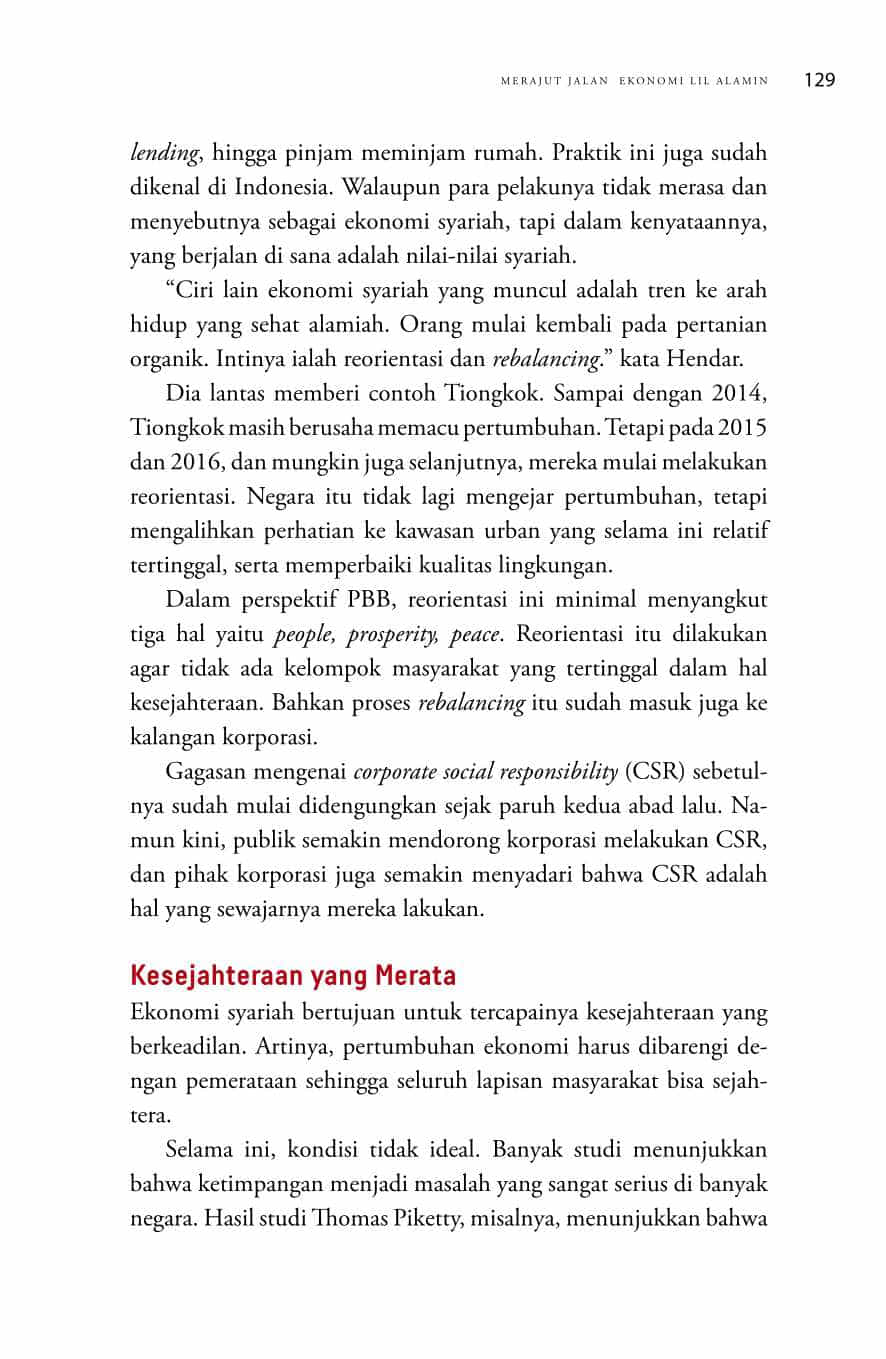 MERAJUT JALAN EKONOMI LIL ALAMIN 129
lending, hingga pinjam meminjam rumah. Praktik ini juga sudah
dikenal di Indonesia. Walaupun para pelakunya tidak merasa dan
menyebutnya sebagai ekonomi syariah, tapi dalam kenyataannya,
yang berjalan di sana adalah nilai-nilai syariah.
“Ciri lain ekonomi syariah yang muncul adalah tren ke arah
hidup yang sehat alamiah. Orang mulai kembali pada pertanian
organik. Intinya ialah reorientasi dan rebalancing.” kata Hendar.
Dia lantas memberi contoh Tiongkok. Sampai dengan 2014,
Tiongkok masih berusaha memacu pertumbuhan. Tetapi pada 2015
dan 2016, dan mungkin juga selanjutnya, mereka mulai melakukan
reorientasi. Negara itu tidak lagi mengejar pertumbuhan, tetapi
mengalihkan perhatian ke kawasan urban yang selama ini relatif
tertinggal, serta memperbaiki kualitas lingkungan.
Dalam perspektif PBB, reorientasi ini minimal menyangkut
tiga hal yaitu people, prosperity, peace. Reorientasi itu dilakukan
agar tidak ada kelompok masyarakat yang tertinggal dalam hal
kesejahteraan. Bahkan proses rebalancing itu sudah masuk juga ke
kalangan korporasi.
Gagasan mengenai corporate social responsibility (CSR) sebetul-
nya sudah mulai didengungkan sejak paruh kedua abad lalu. Na-
mun kini, publik semakin mendorong korporasi melakukan CSR,
dan pihak korporasi juga semakin menyadari bahwa CSR adalah
hal yang sewajarnya mereka lakukan.
Kesejahteraan yang Merata
Ekonomi syariah bertujuan untuk tercapainya kesejahteraan yang
berkeadilan. Artinya, pertumbuhan ekonomi harus dibarengi de-
ngan pemerataan sehingga seluruh lapisan masyarakat bisa sejah-
tera.
Selama ini, kondisi tidak ideal. Banyak studi menunjukkan
bahwa ketimpangan menjadi masalah yang sangat serius di banyak
negara. Hasil studi Thomas Piketty, misalnya, menunjukkan bahwa